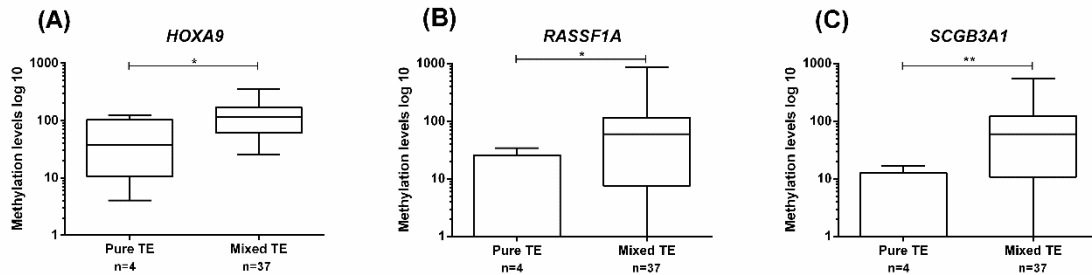 (A)
HOXA9
Methylation levels log 10
1000
100
10
1
*
Pure TE
Mixed TE
n=4
n=37
(B)
RASSF1A
Methylation levels log 10
1000
100
10
1
*
Pure TE
Mixed TE
n=4
n=37
(C)
SCGB3A1
Methylation levels log 10
1000
100
10
1
**
Pure TE
Mixed TE
n=4
n=37